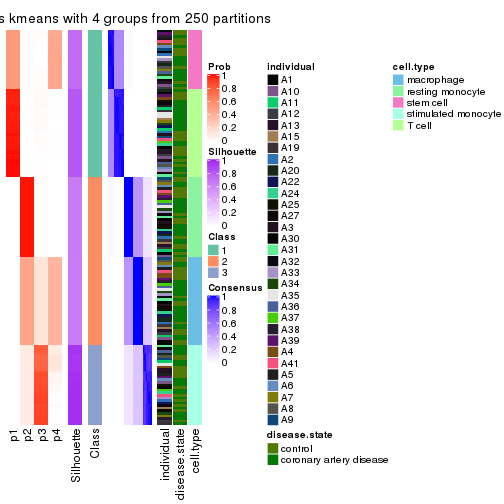 s kmeans with 4 groups from 250 partitions
Prob
1
0.8
0.6
0.4
0.2
0
Silhouette
1
0.8
0.6
0.4
0.2
0
Class
1
2
3
Consensus
1
0.8
0.6
0.4
0.2
0
individual
A1
A10
A11
A12
A13
A15
A19
A2
A20
A22
A24
A25
A27
A3
A30
A31
A32
A33
A34
A35
A36
A37
A38
A39
A4
A41
A5
A6
A7
A8
A9
disease.state
control
coronary artery disease
cell.type
macrophage
resting monocyte
stem cell
stimulated monocyte
T cell
p1
p2
p3
p4
Silhouette
Class
individual
disease.state
cell.type